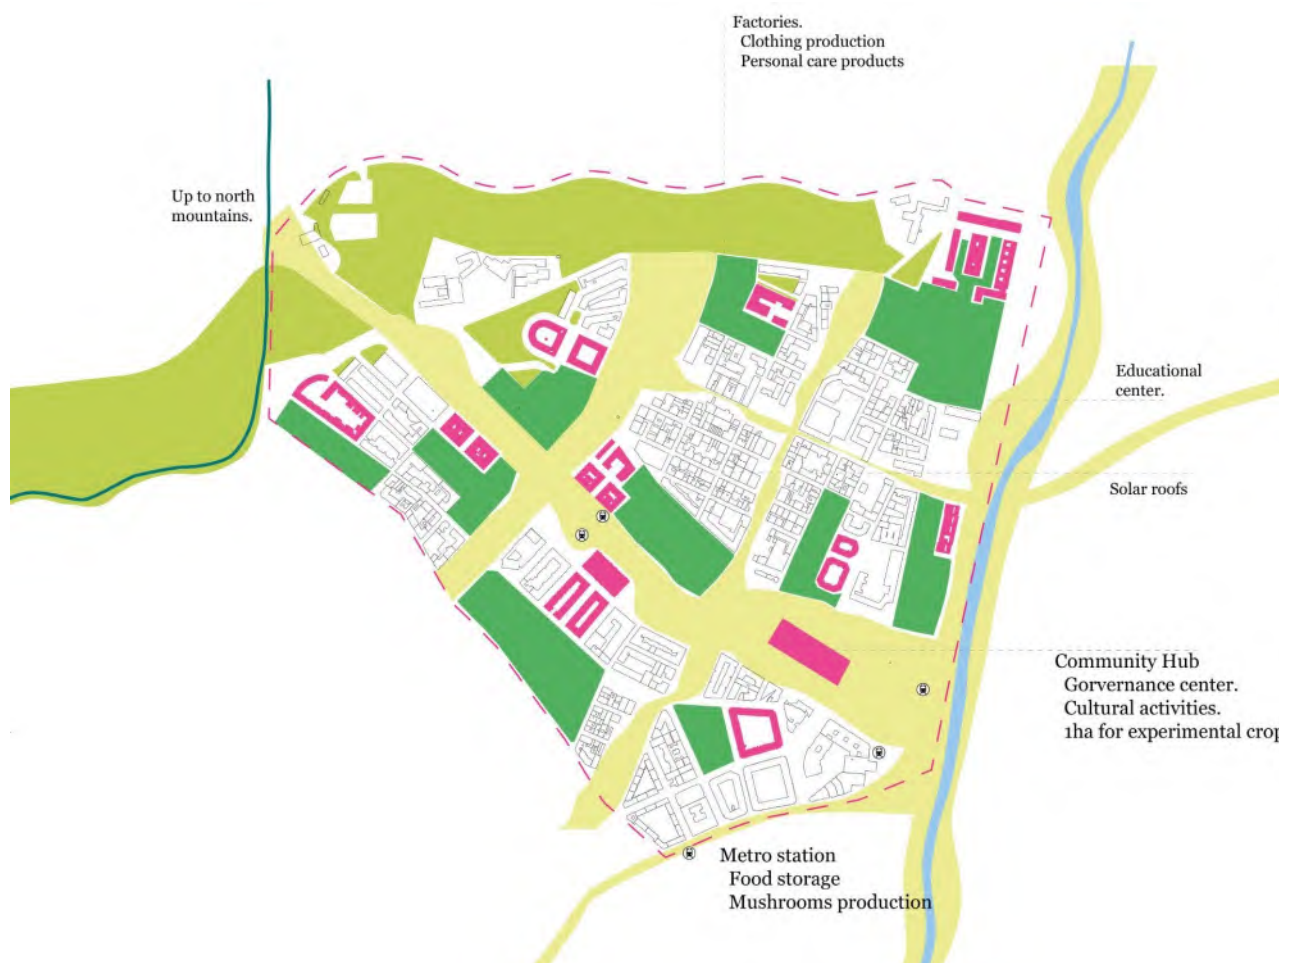 Factories.
Clothing production
Personal care products
Up to north
mountains.
Educational
center.
Solar roofs
Community Hub
Gorvernance center.
Cultural activities.
1ha for experimental crop
Metro station
Food storage
Mushrooms production